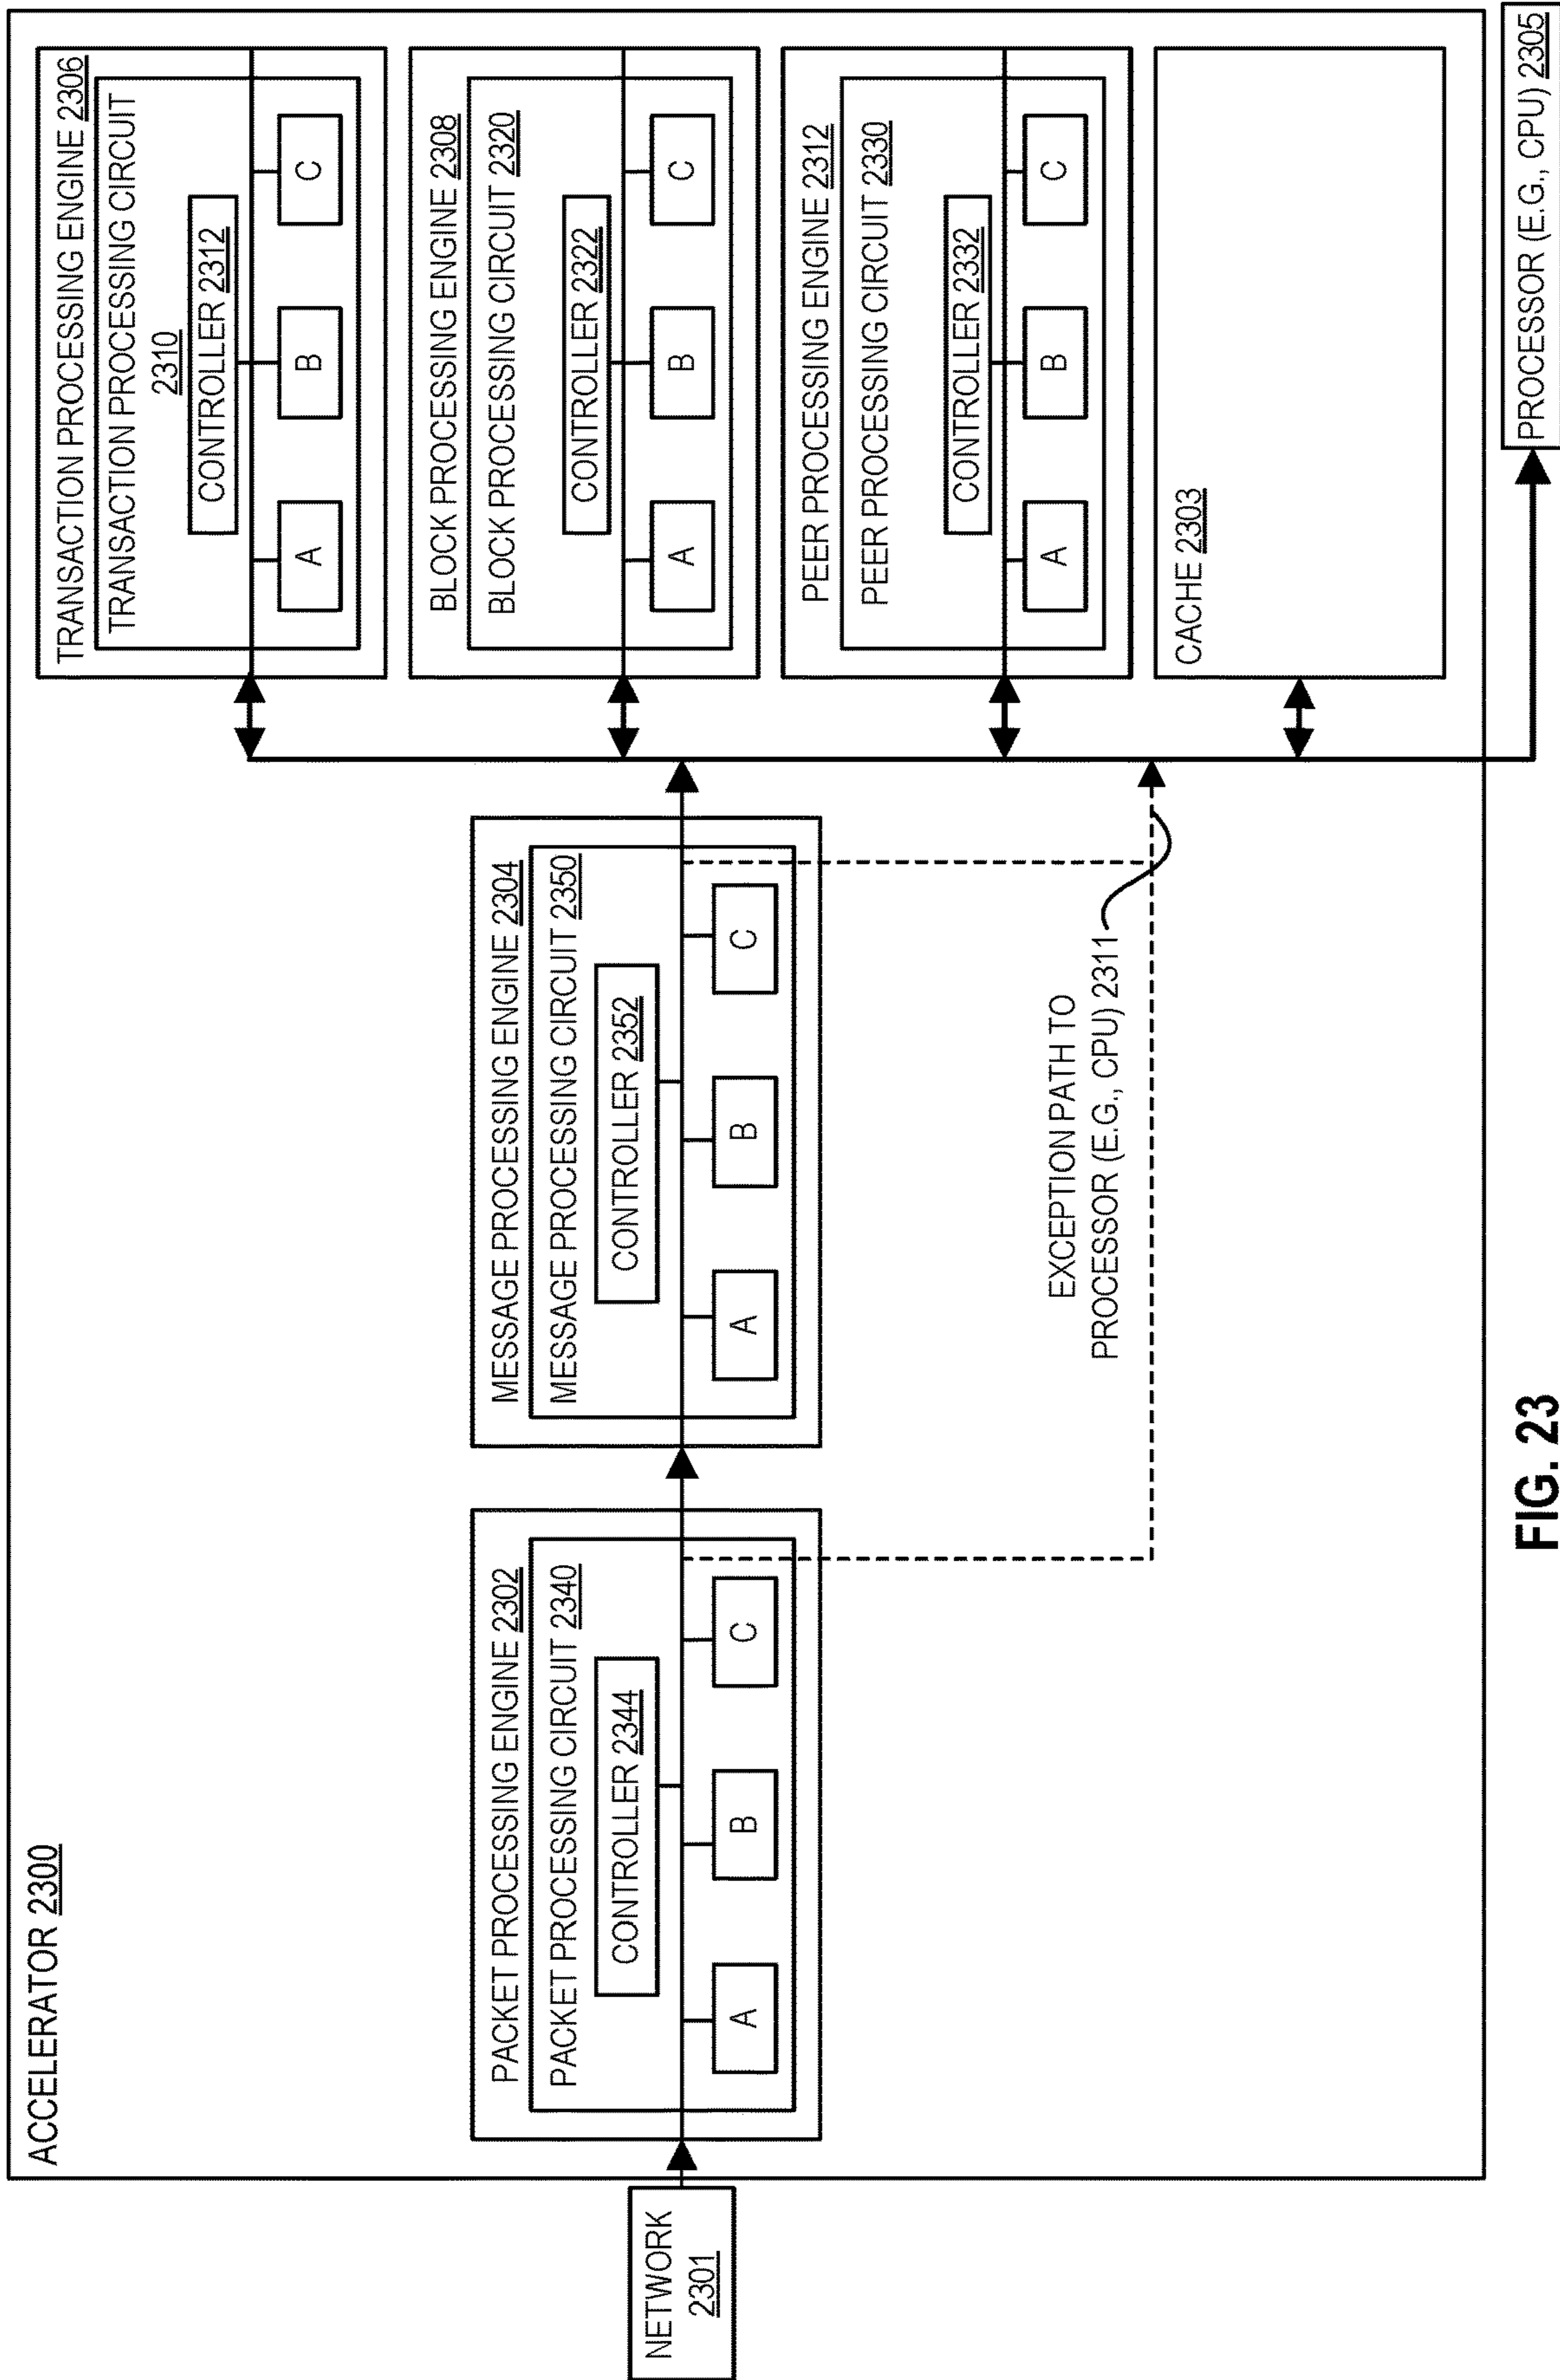 ACCELERATOR 2300
NETWORK
2301
PACKET PROCESSING ENGINE 2302
PACKET PROCESSING CIRCUIT 2340
CONTROLLER 2344
A
B
C
MESSAGE PROCESSING ENGINE 2304
MESSAGE PROCESSING CIRCUIT 2350
CONTROLLER 2352
A
B
C
EXCEPTION PATH TO
PROCESSOR (E.G., CPU) 2311
TRANSACTION PROCESSING ENGINE 2306
TRANSACTION PROCESSING CIRCUIT
2310
CONTROLLER 2312
A
B
C
BLOCK PROCESSING ENGINE 2308
BLOCK PROCESSING CIRCUIT 2320
CONTROLLER 2322
A
B
C
PEER PROCESSING ENGINE 2312
PEER PROCESSING CIRCUIT 2330
CONTROLLER 2332
A
B
C
CACHE 2303
PROCESSOR (E.G., CPU) 2305
FIG. 23